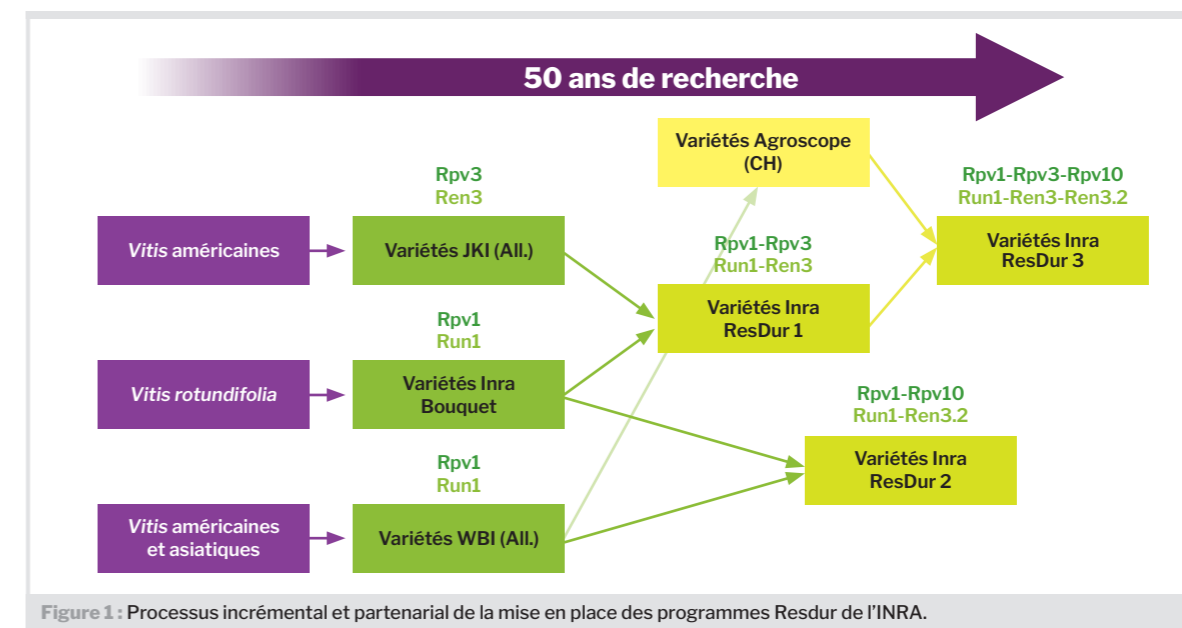 50 ans de recherche
Variétés Agroscope
(CH)
Rpv3
Ren3
Rpv1-Rpv3-Rpv10
Run1-Ren3-Ren3.2
Vitis américaines
Variétés JKI (All.)
Rpv1-Rpv3
Run1-Ren3
Variétés Inra
ResDur 3
Variétés Inra
ResDur 1
Rpv1
Run1
Vitis rotundifolia
Variétés Inra
Bouquet
Rpv1-Rpv10
Run1-Ren3.2
Variétés Inra
ResDur 2
Rpv1
Run1
Vitis américaines
et asiatiques
Variétés WBI (All.)
Figure 1 : Processus incrémental et partenarial de la mise en place des programmes Resdur de l'INRA.